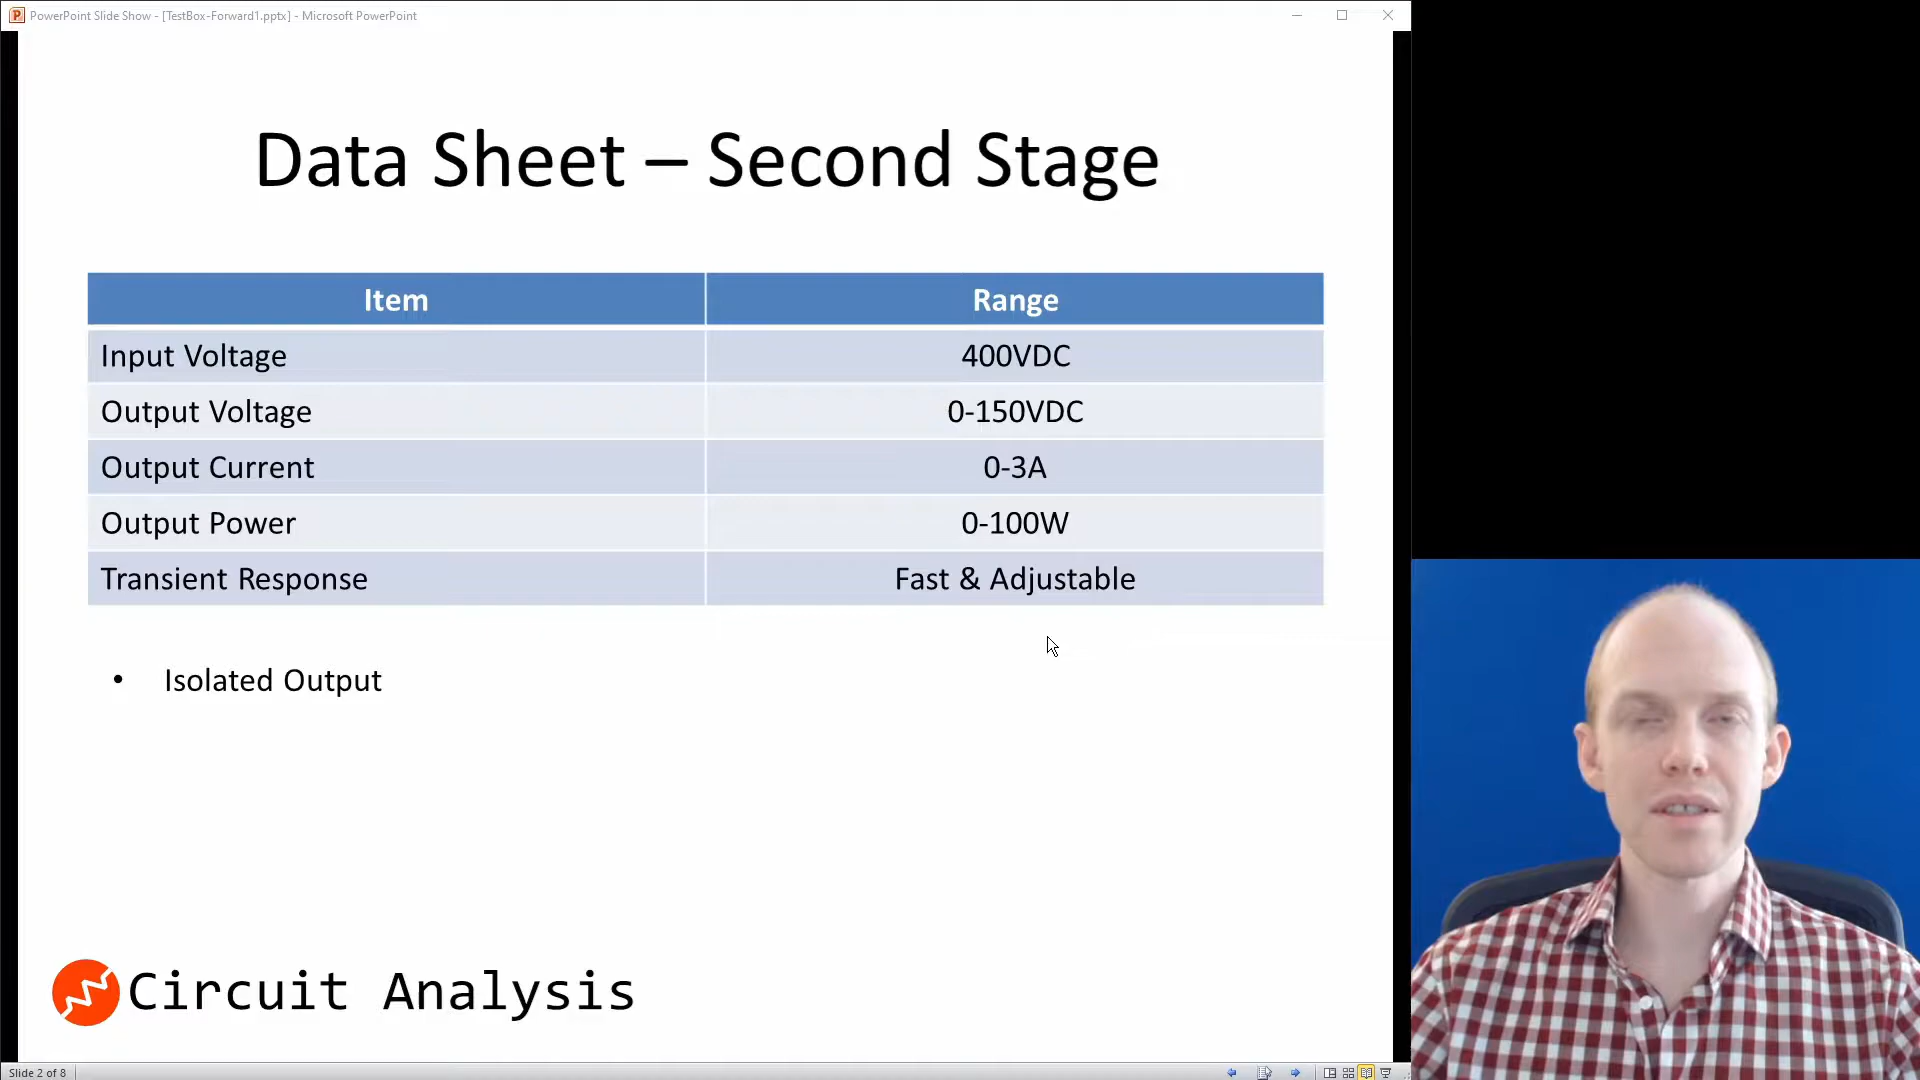 PowerPoint Slide Show - [TestBox-Forward1.pptx] - Microsoft PowerPoint
Data Sheet – Second Stage
Item Range
Input Voltage 400VDC
Output Voltage 0-150VDC
Output Current 0-3A
Output Power 0-100W
Transient Response Fast & Adjustable
• Isolated Output
Circuit Analysis
Slide 2 of 8